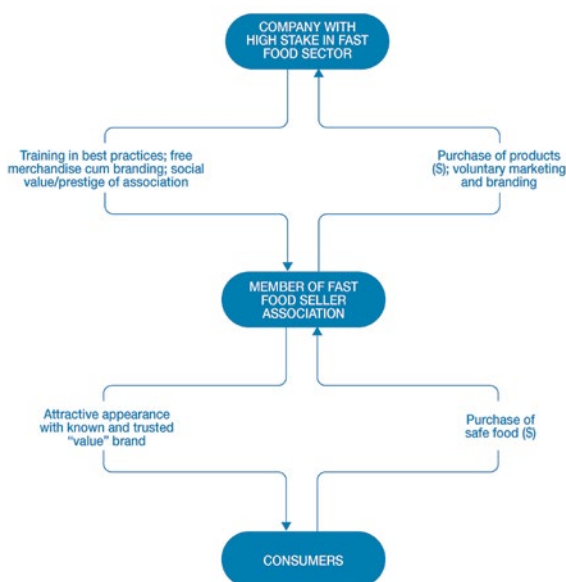 COMPANY WITH
HIGH STAKE IN FAST
FOOD SECTOR
Training in best practices; free
merchandise cum branding; social
value/prestige of association
Purchase of products
($); voluntary marketing
and branding
MEMBER OF FAST
FOOD SELLER
ASSOCIATION
Attractive appearance
with known and trusted
“value” brand
Purchase of
safe food ($)
CONSUMERS